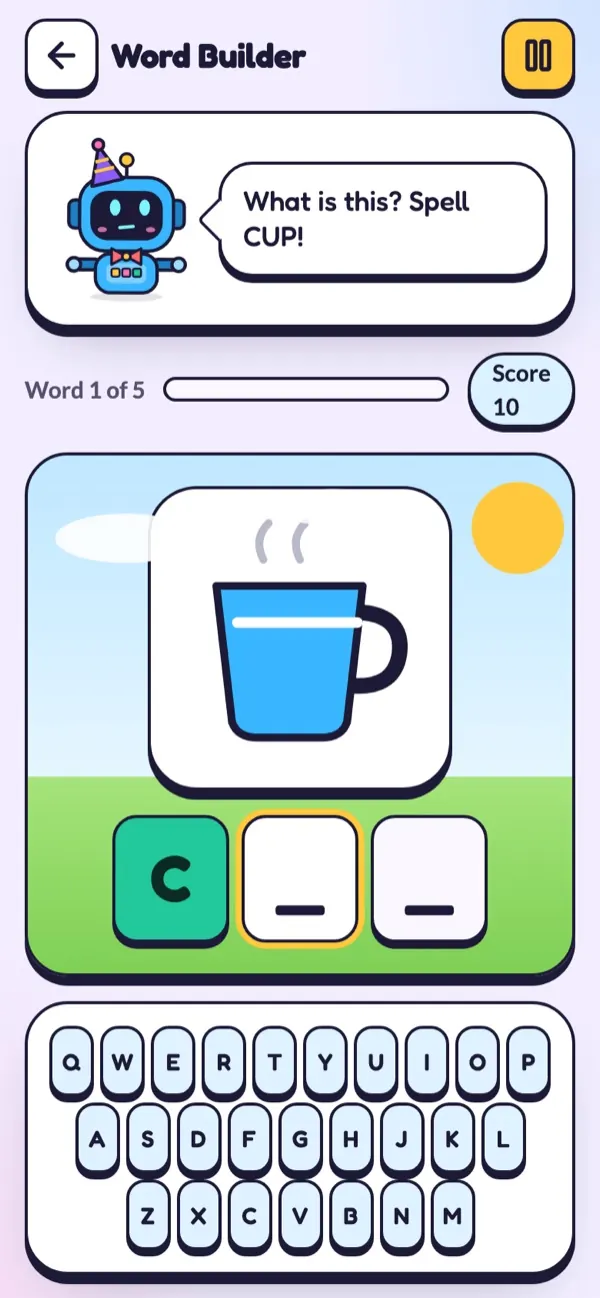 Word Builder
What is this? Spell
CUP!
Word 1 of 5
Score
10
C _ _
Q W E R T Y U I O P
A S D F G H J K L
Z X C V B N M